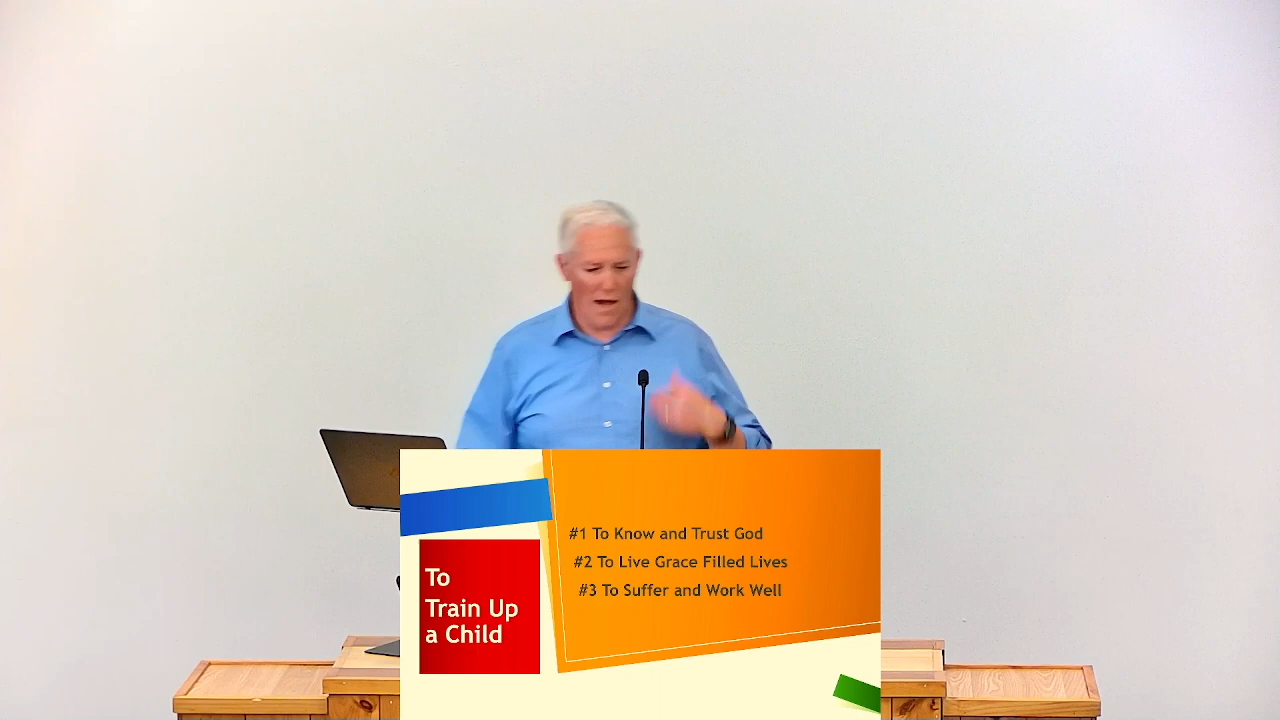 To
Train Up
a Child
#1 To Know and Trust God
#2 To Live Grace Filled Lives
#3 To Suffer and Work Well